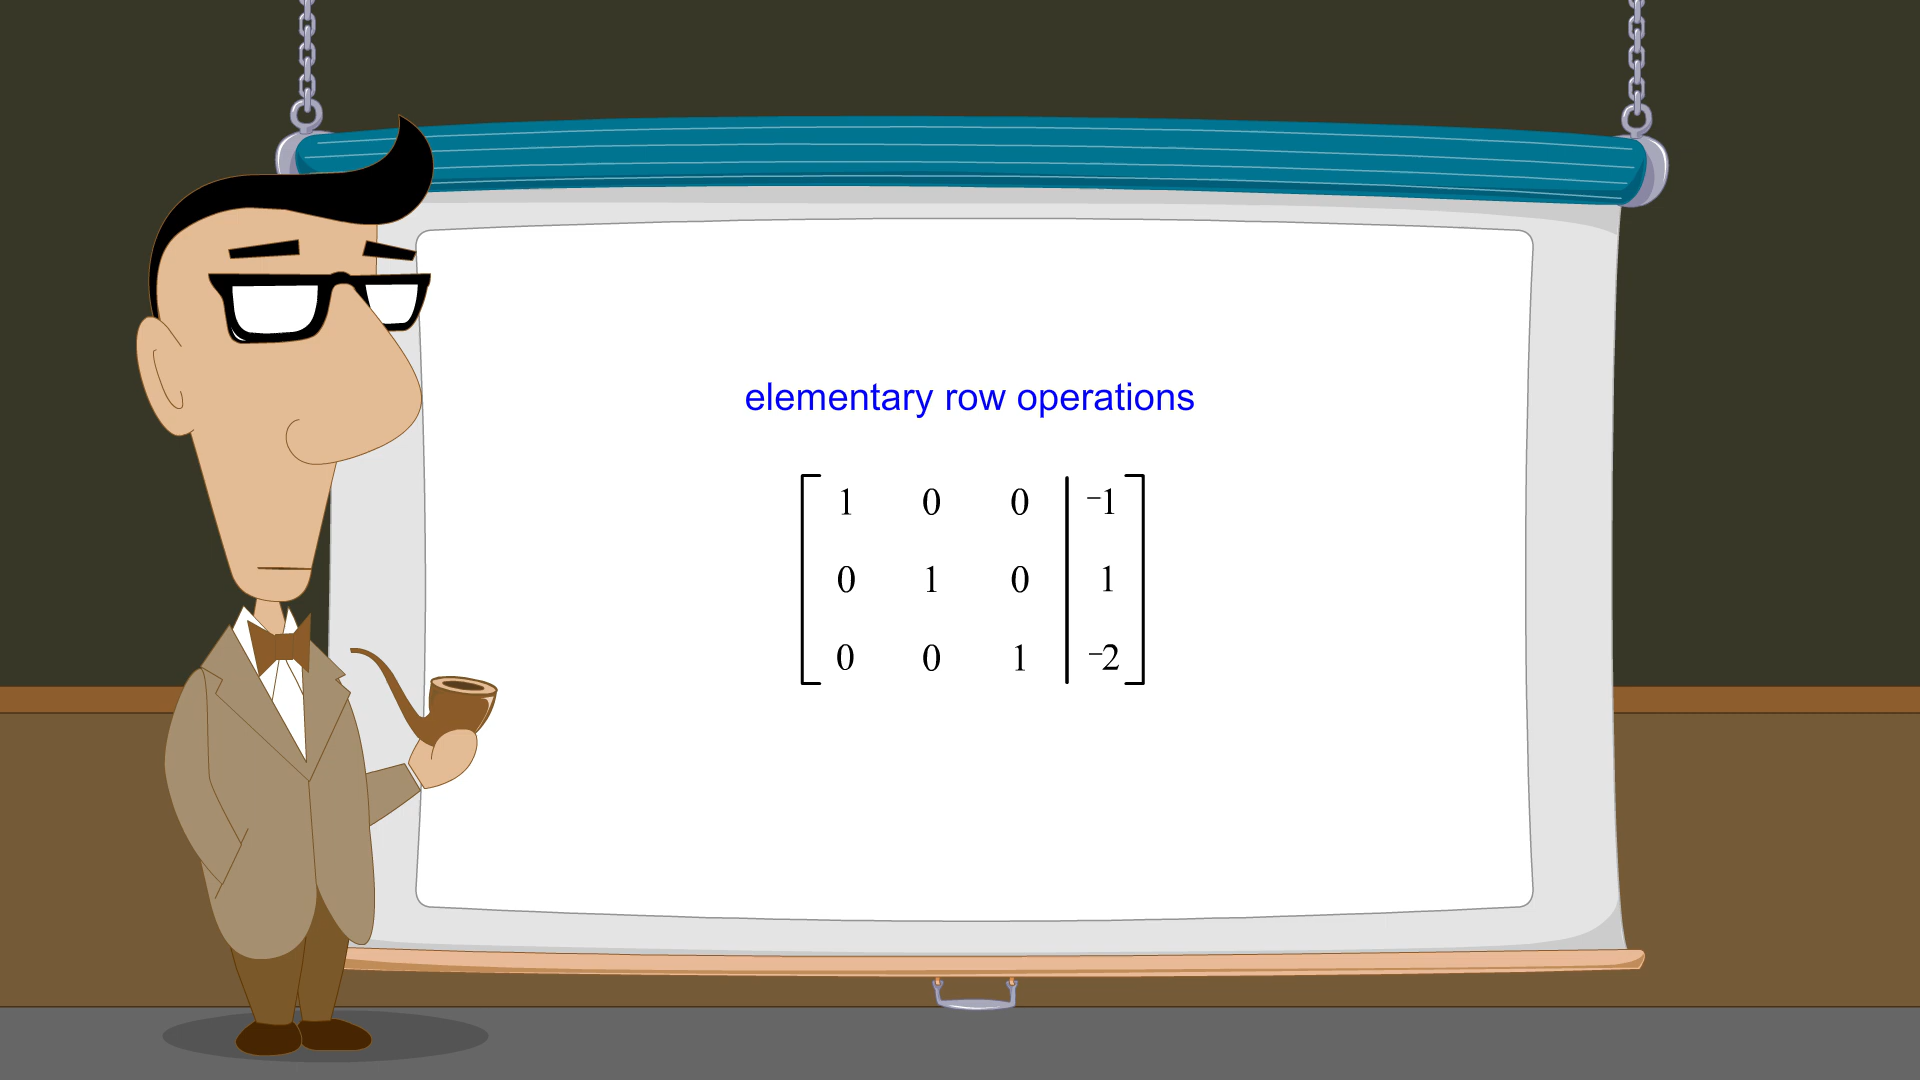 elementary row operations
1 0 0 −1
0 1 0 1
0 0 1 −2